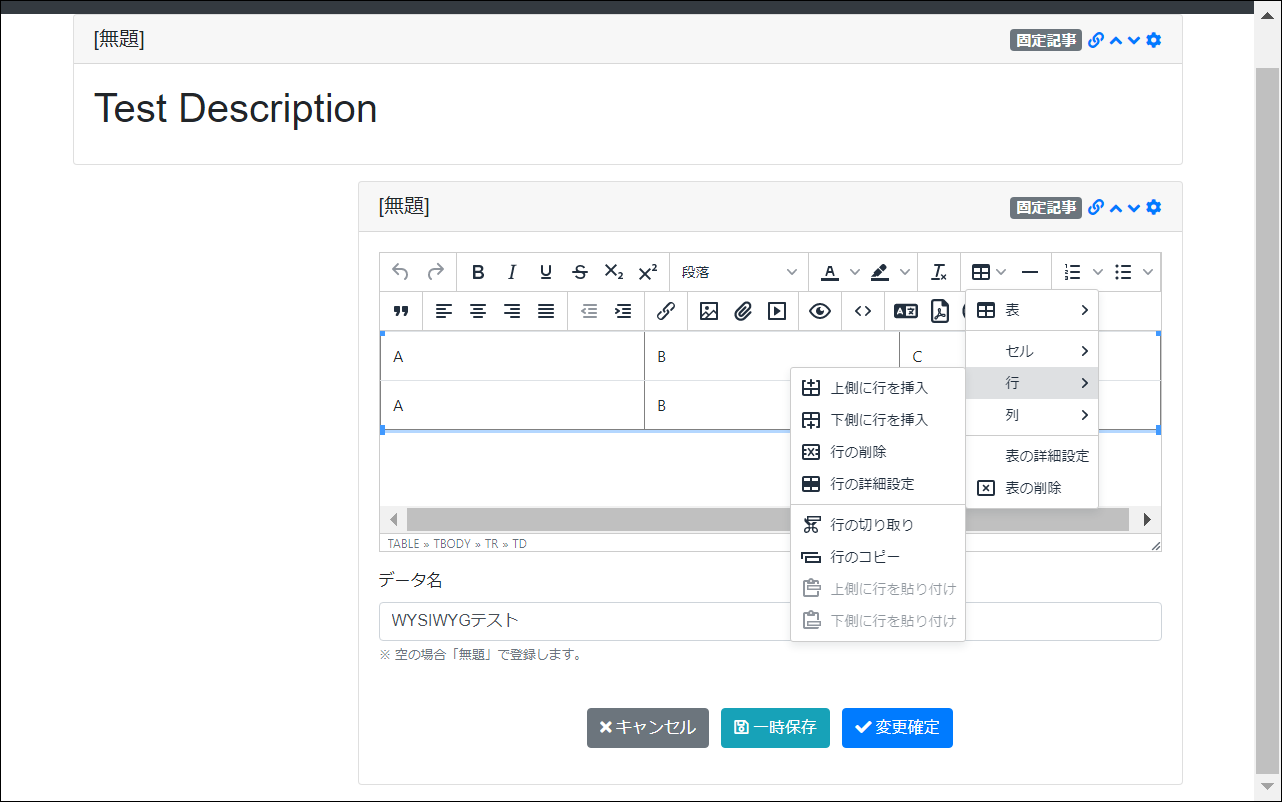 [無題]
固定記事
Test Description
[無題]
固定記事
B I U S X₂ X²
段落
A
A
B
C
A
B
表
セル
行
列
表の詳細設定
表の削除
上側に行を挿入
下側に行を挿入
行の削除
行の詳細設定
行の切り取り
行のコピー
上側に行を貼り付け
下側に行を貼り付け
TABLE » TBODY » TR » TD
データ名
WYSIWYGテスト
※ 空の場合「無題」で登録します。
キャンセル
一時保存
変更確定